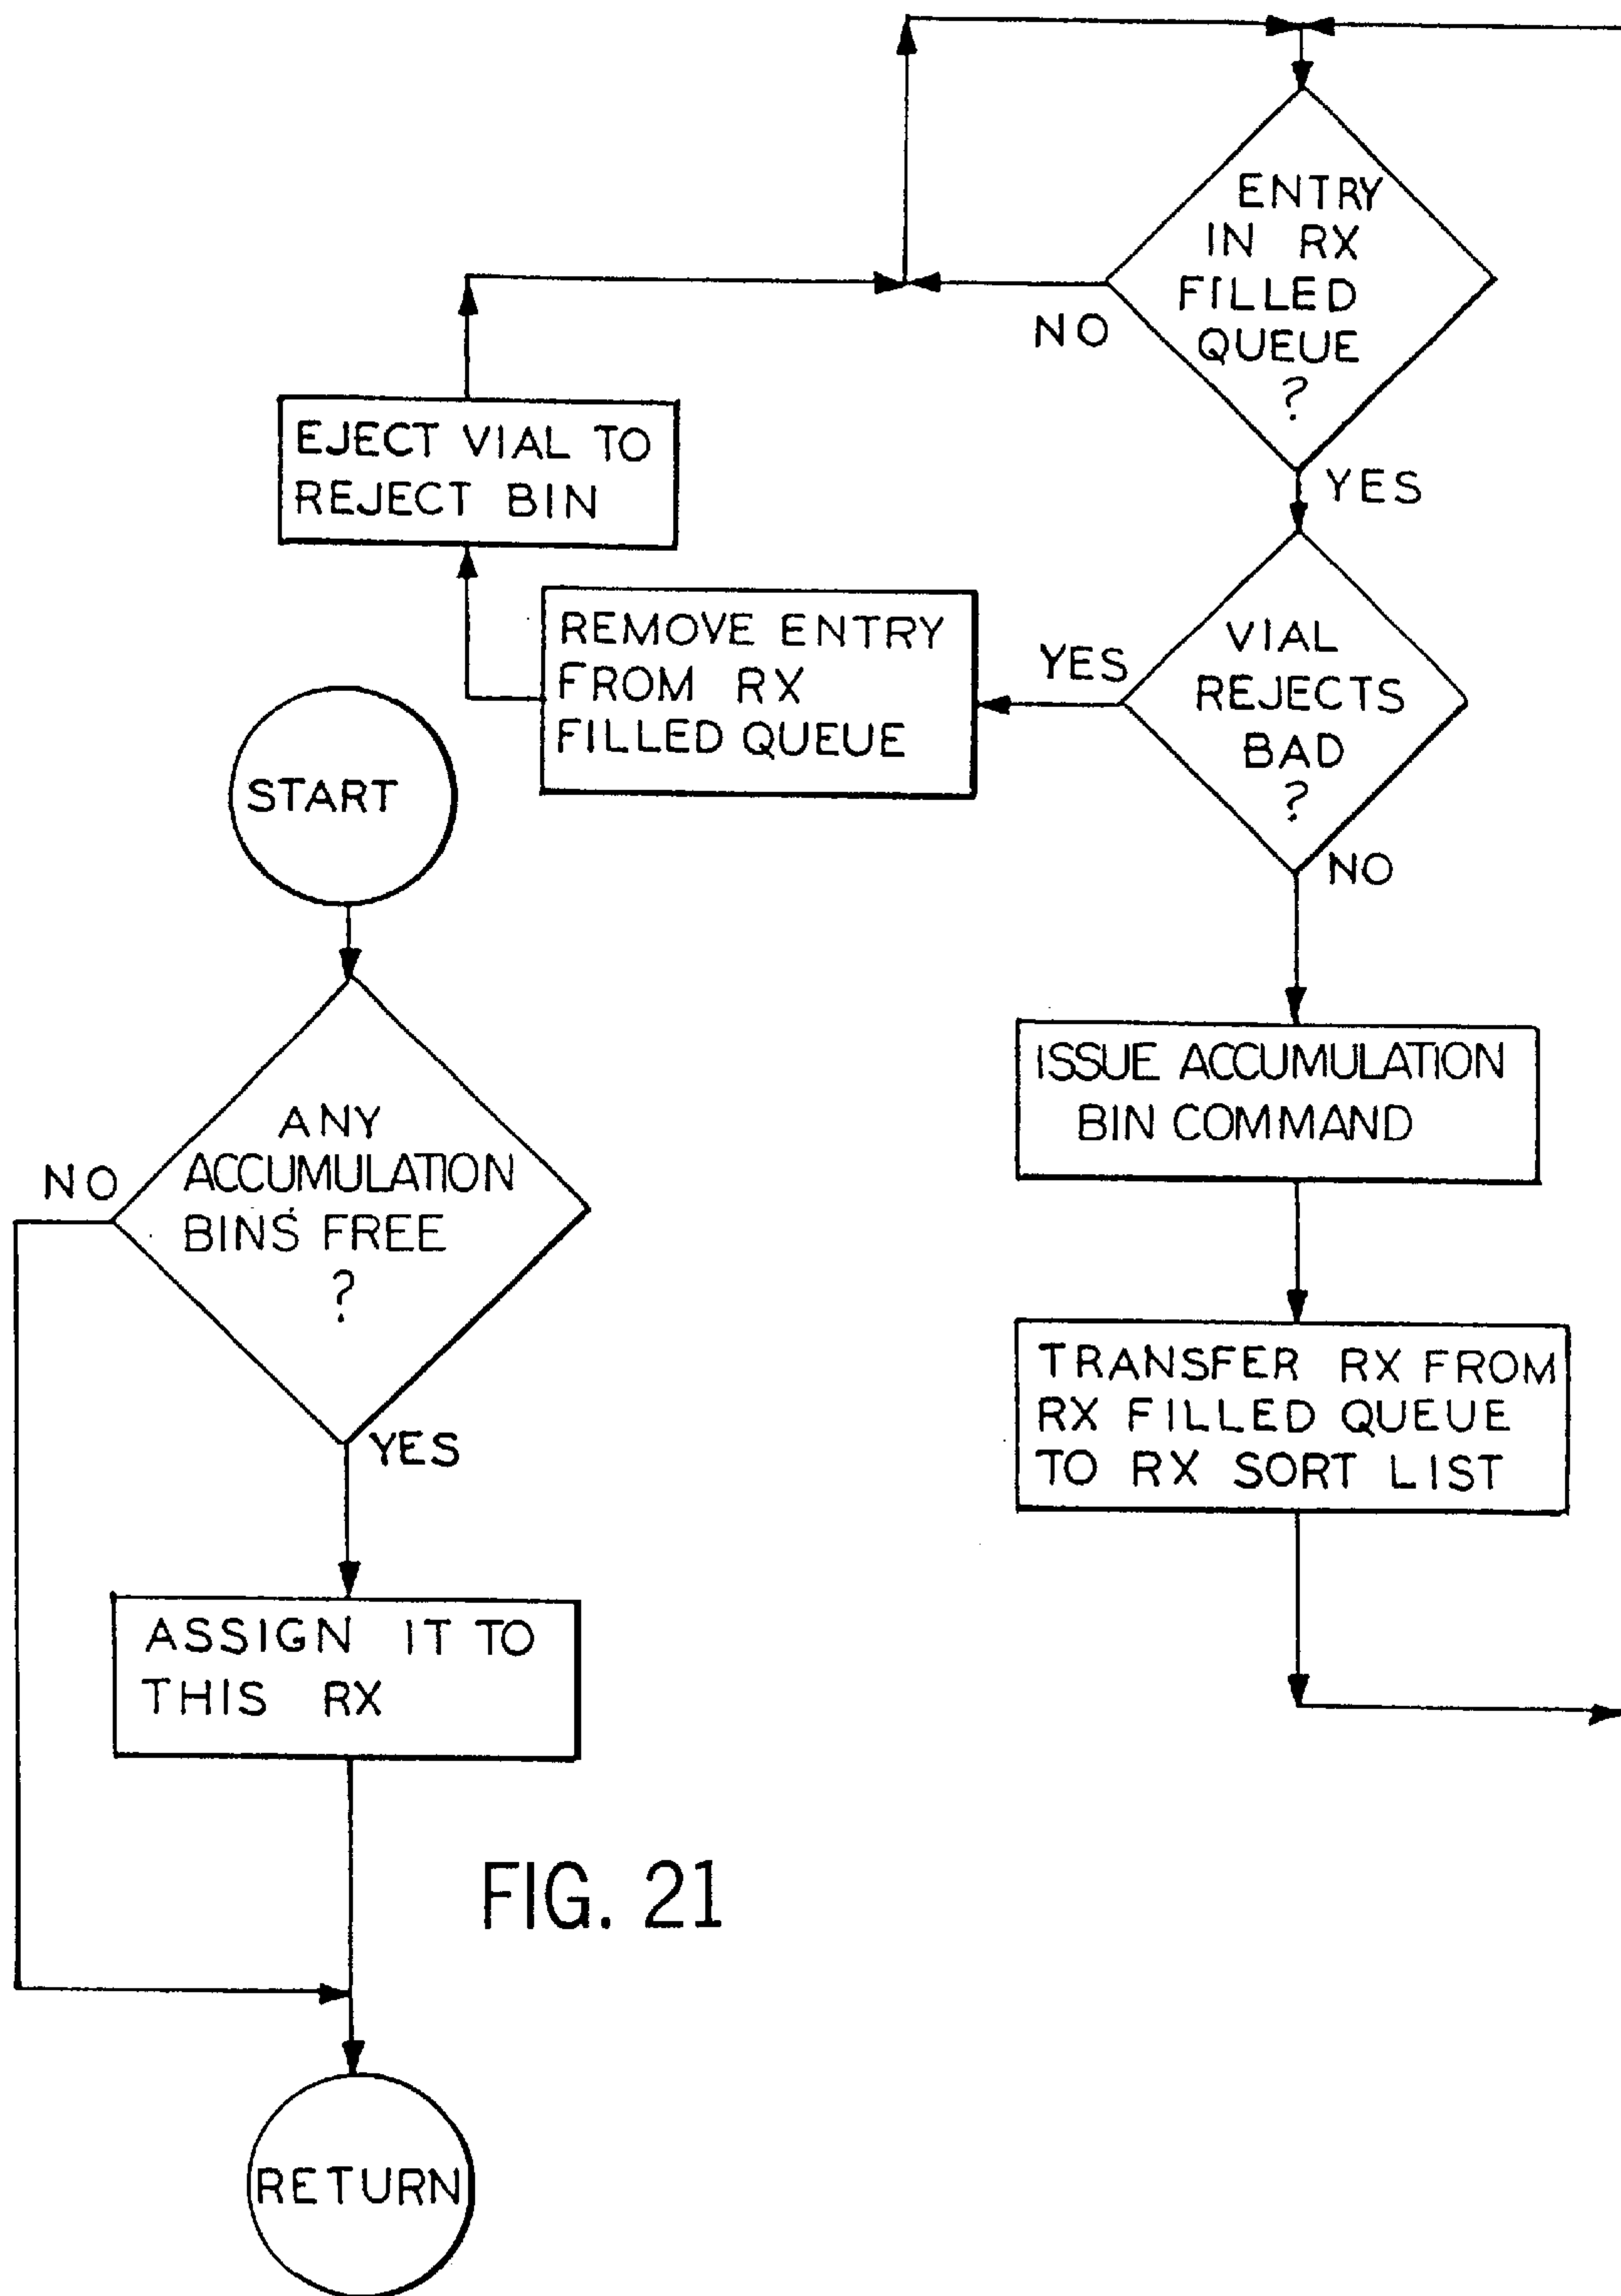 ENTRY
IN RX
FILLED
QUEUE
?
NO
YES
EJECT VIAL TO
REJECT BIN
REMOVE ENTRY
FROM RX
FILLED QUEUE
YES
VIAL
REJECTS
BAD
?
NO
ISSUE ACCUMULATION
BIN COMMAND
TRANSFER RX FROM
RX FILLED QUEUE
TO RX SORT LIST
START
ANY
ACCUMULATION
BINS FREE
?
NO
YES
ASSIGN IT TO
THIS RX
RETURN
FIG. 21